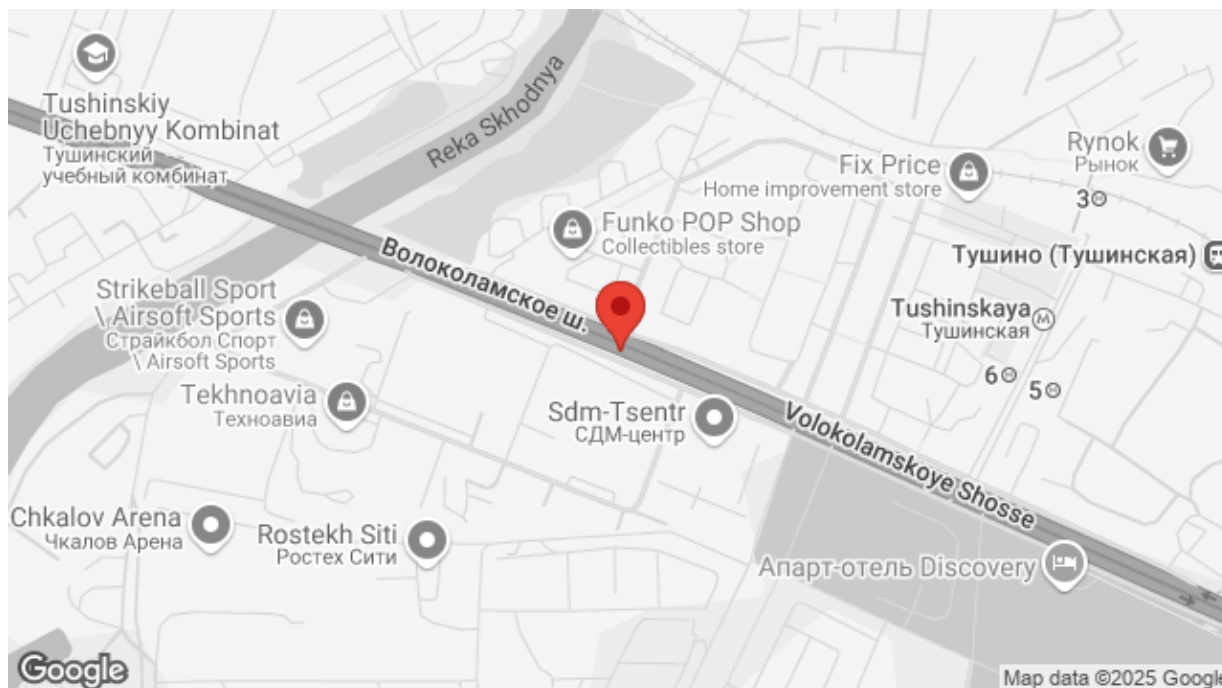 Tushinskiy
Uchebnyy Kombinat
Тушинский
учебный комбинат
Reka Skhodnya
Rynok
Рынок
Fix Price
Home improvement store
3
Funko POP Shop
Collectibles store
Волоколамское ш.
Тушино (Тушинская)
Strikeball Sport
\ Airsoft Sports
Страйкбол Спорт
\ Airsoft Sports
Tushinskaya
Тушинская
M
6
5
Tekhnoavia
Техноавиа
Sdm-Tsentr
СДМ-центр
Volokolamskoye Shosse
Chkalov Arena
Чкалов Арена
Rostekh Siti
Ростех Сити
Апарт-отель Discovery
Google
Map data ©2025 Google